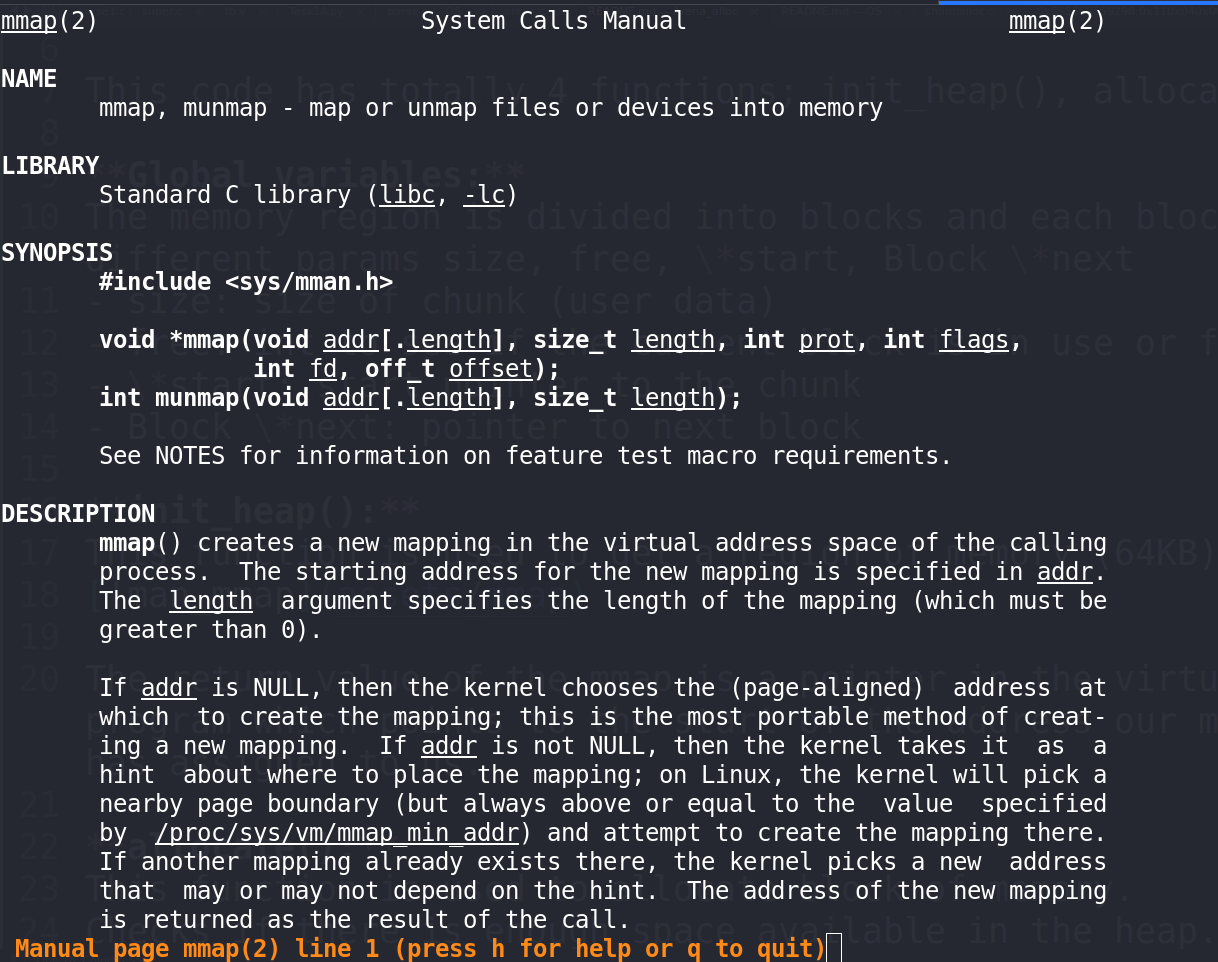 mmap(2)                       System Calls Manual                       mmap(2)
NAME
       mmap, munmap - map or unmap files or devices into memory
LIBRARY
       Standard C library (libc, -lc)
SYNOPSIS
       #include <sys/mman.h>
       void *mmap(void addr[.length], size_t length, int prot, int flags,
                  int fd, off_t offset);
       int munmap(void addr[.length], size_t length);
       See NOTES for information on feature test macro requirements.
DESCRIPTION
       mmap() creates a new mapping in the virtual address space of the calling
       process.  The starting address for the new mapping is specified in addr.
       The  length  argument specifies the length of the mapping (which must be
       greater than 0).
       If addr is NULL, then the kernel chooses the (page-aligned)  address  at
       which  to create the mapping; this is the most portable method of creat-
       ing a new mapping.  If addr is not NULL, then the kernel takes it  as  a
       hint  about where to place the mapping; on Linux, the kernel will pick a
       nearby page boundary (but always above or equal to the  value  specified
       by  /proc/sys/vm/mmap_min_addr) and attempt to create the mapping there.
       If another mapping already exists there, the kernel picks a new  address
       that  may or may not depend on the hint.  The address of the new mapping
       is returned as the result of the call.
 Manual page mmap(2) line 1 (press h for help or q to quit)